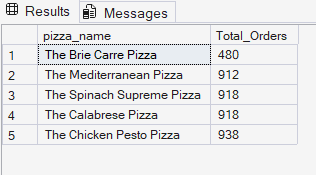 Results Messages
pizza_name Total_Orders
1 The Brie Carre Pizza 480
2 The Mediterranean Pizza 912
3 The Spinach Supreme Pizza 918
4 The Calabrese Pizza 918
5 The Chicken Pesto Pizza 938